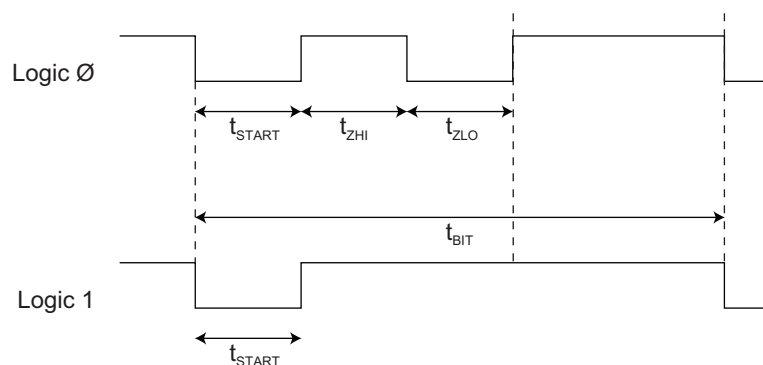 Logic Ø
tSTART tZHI tZLO
tBIT
Logic 1
tSTART